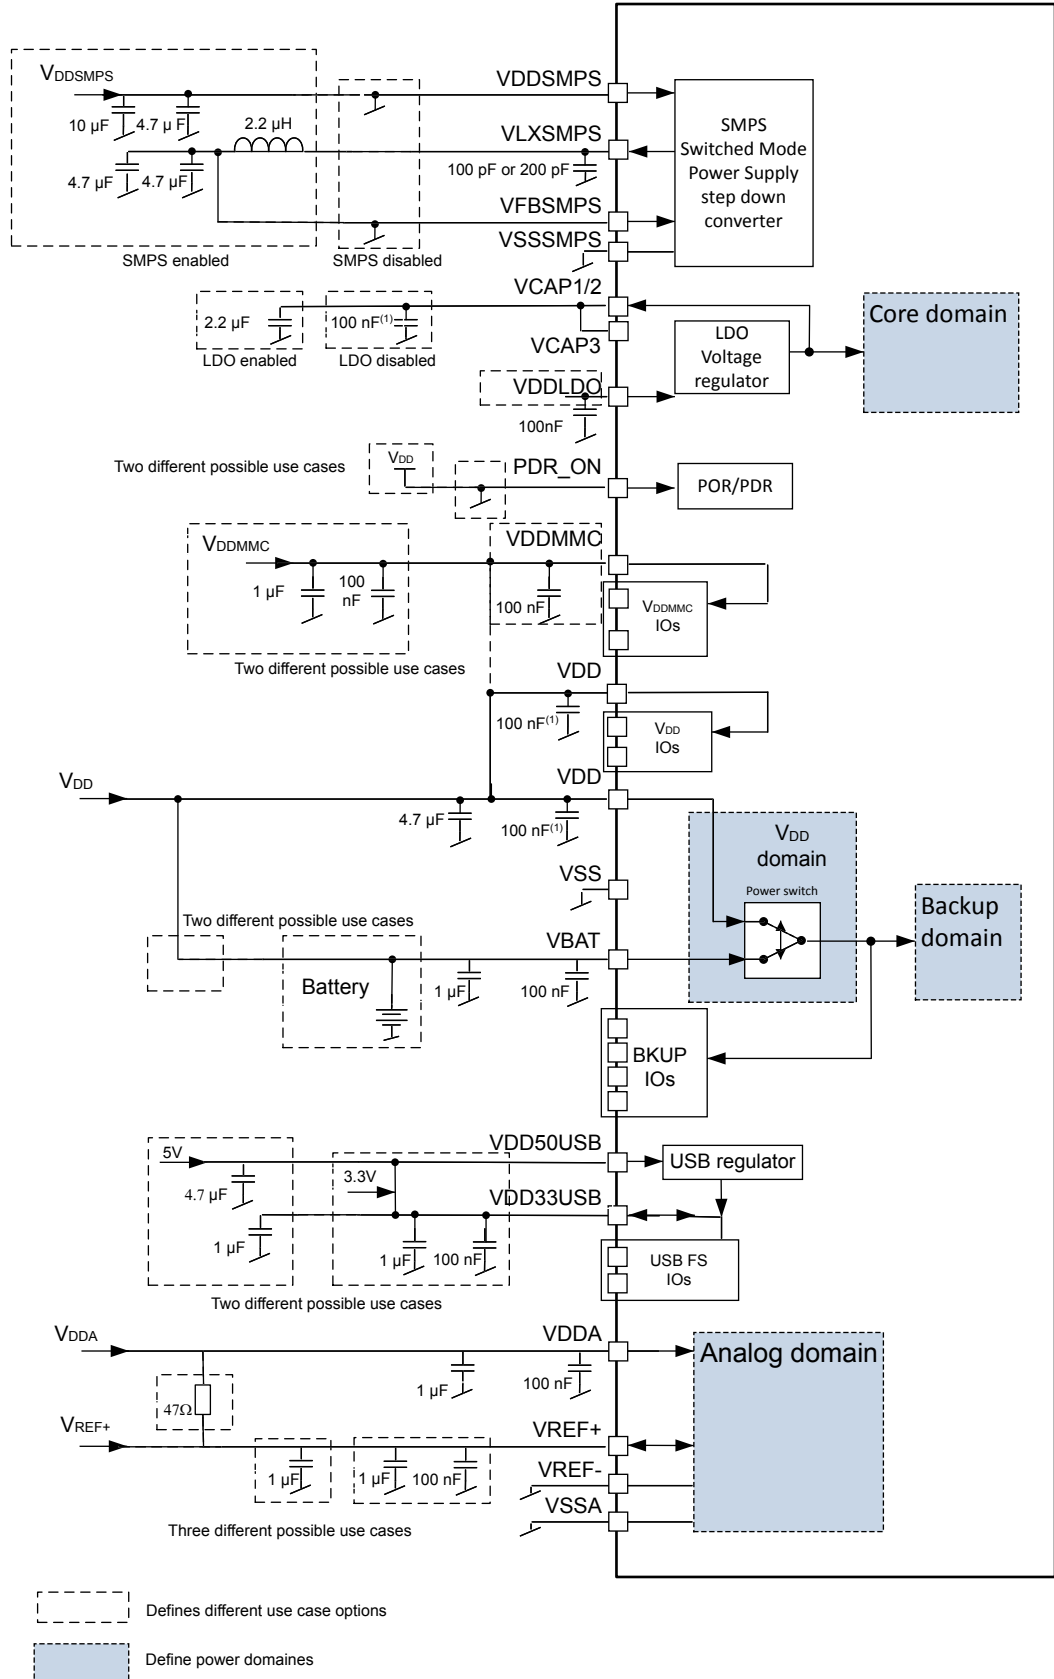 VDDSMPS
10 µF
4.7 µ F
2.2 µH
4.7 µF
4.7 µF
SMPS enabled
SMPS disabled
VDDSMPS
VLXSMPS
100 pF or 200 pF
VFBSMPS
VSSSMPS
SMPS
Switched Mode
Power Supply
step down
converter
VCAP1/2
2.2 µF
100 nF(1)
LDO enabled
LDO disabled
VCAP3
LDO
Voltage
regulator
Core domain
VDDLDO
100nF
Two different possible use cases
VDD
PDR_ON
POR/PDR
VDDMMC
1 µF
100
nF
VDDMMC
100 nF
VDDMMC
IOs
Two different possible use cases
VDD
100 nF(1)
VDD
IOs
VDD
VDD
4.7 µF
100 nF(1)
VDD
domain
Power switch
VSS
Backup
domain
Two different possible use cases
VBAT
Battery
1 µF
100 nF
BKUP
IOs
VDD50USB
5V
4.7 µF
3.3V
USB regulator
VDD33USB
1 µF
1 µF
100 nF
USB FS
IOs
Two different possible use cases
VDDA
VDDA
1 µF
100 nF
Analog domain
47Ω
VREF+
VREF+
1 µF
1 µF
100 nF
VREF-
VSSA
Three different possible use cases
Defines different use case options
Define power domaines